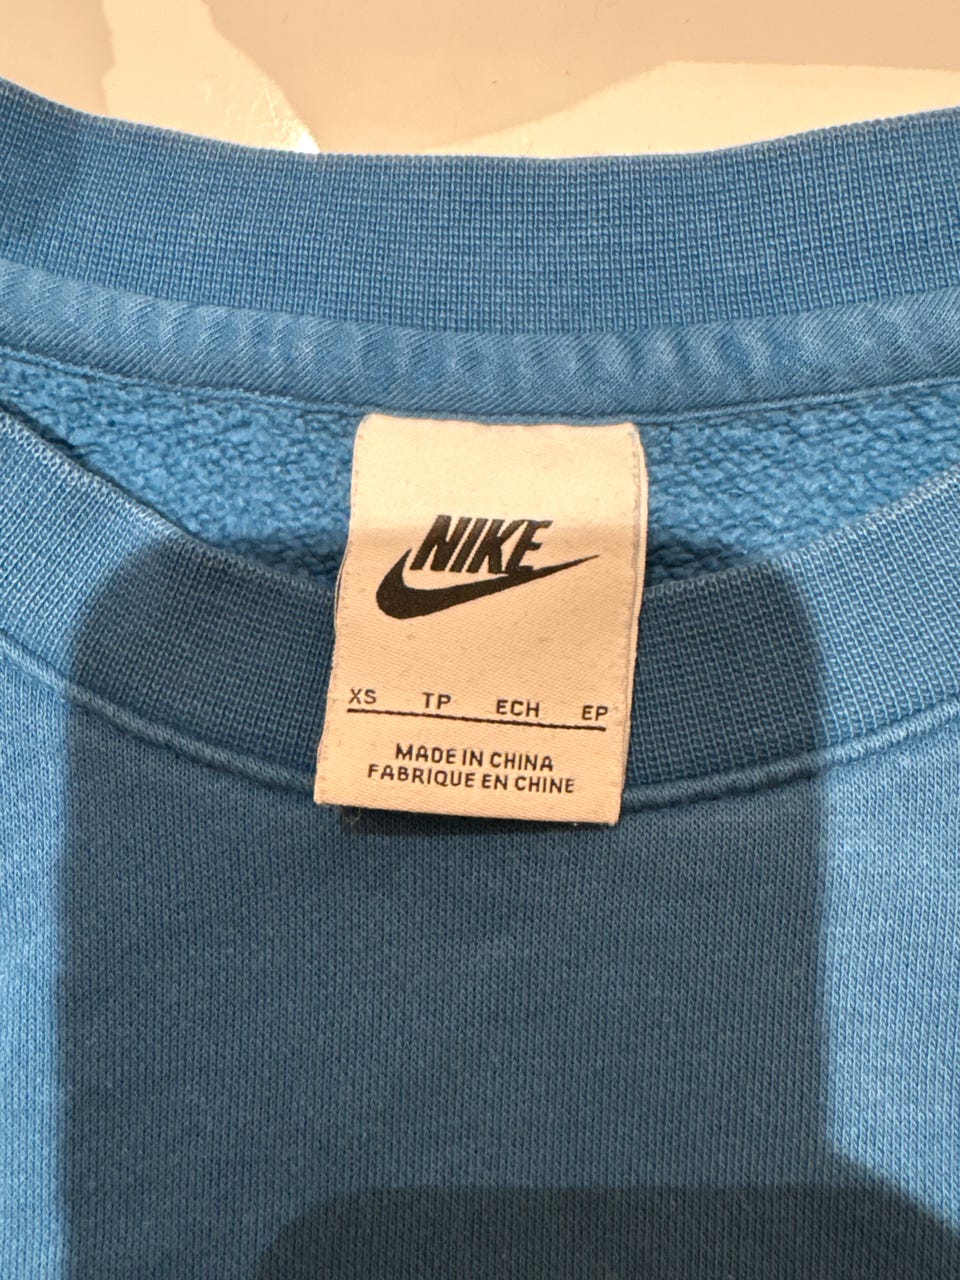 NIKE
XS TP ECH EP
MADE IN CHINA
FABRIQUE EN CHINE